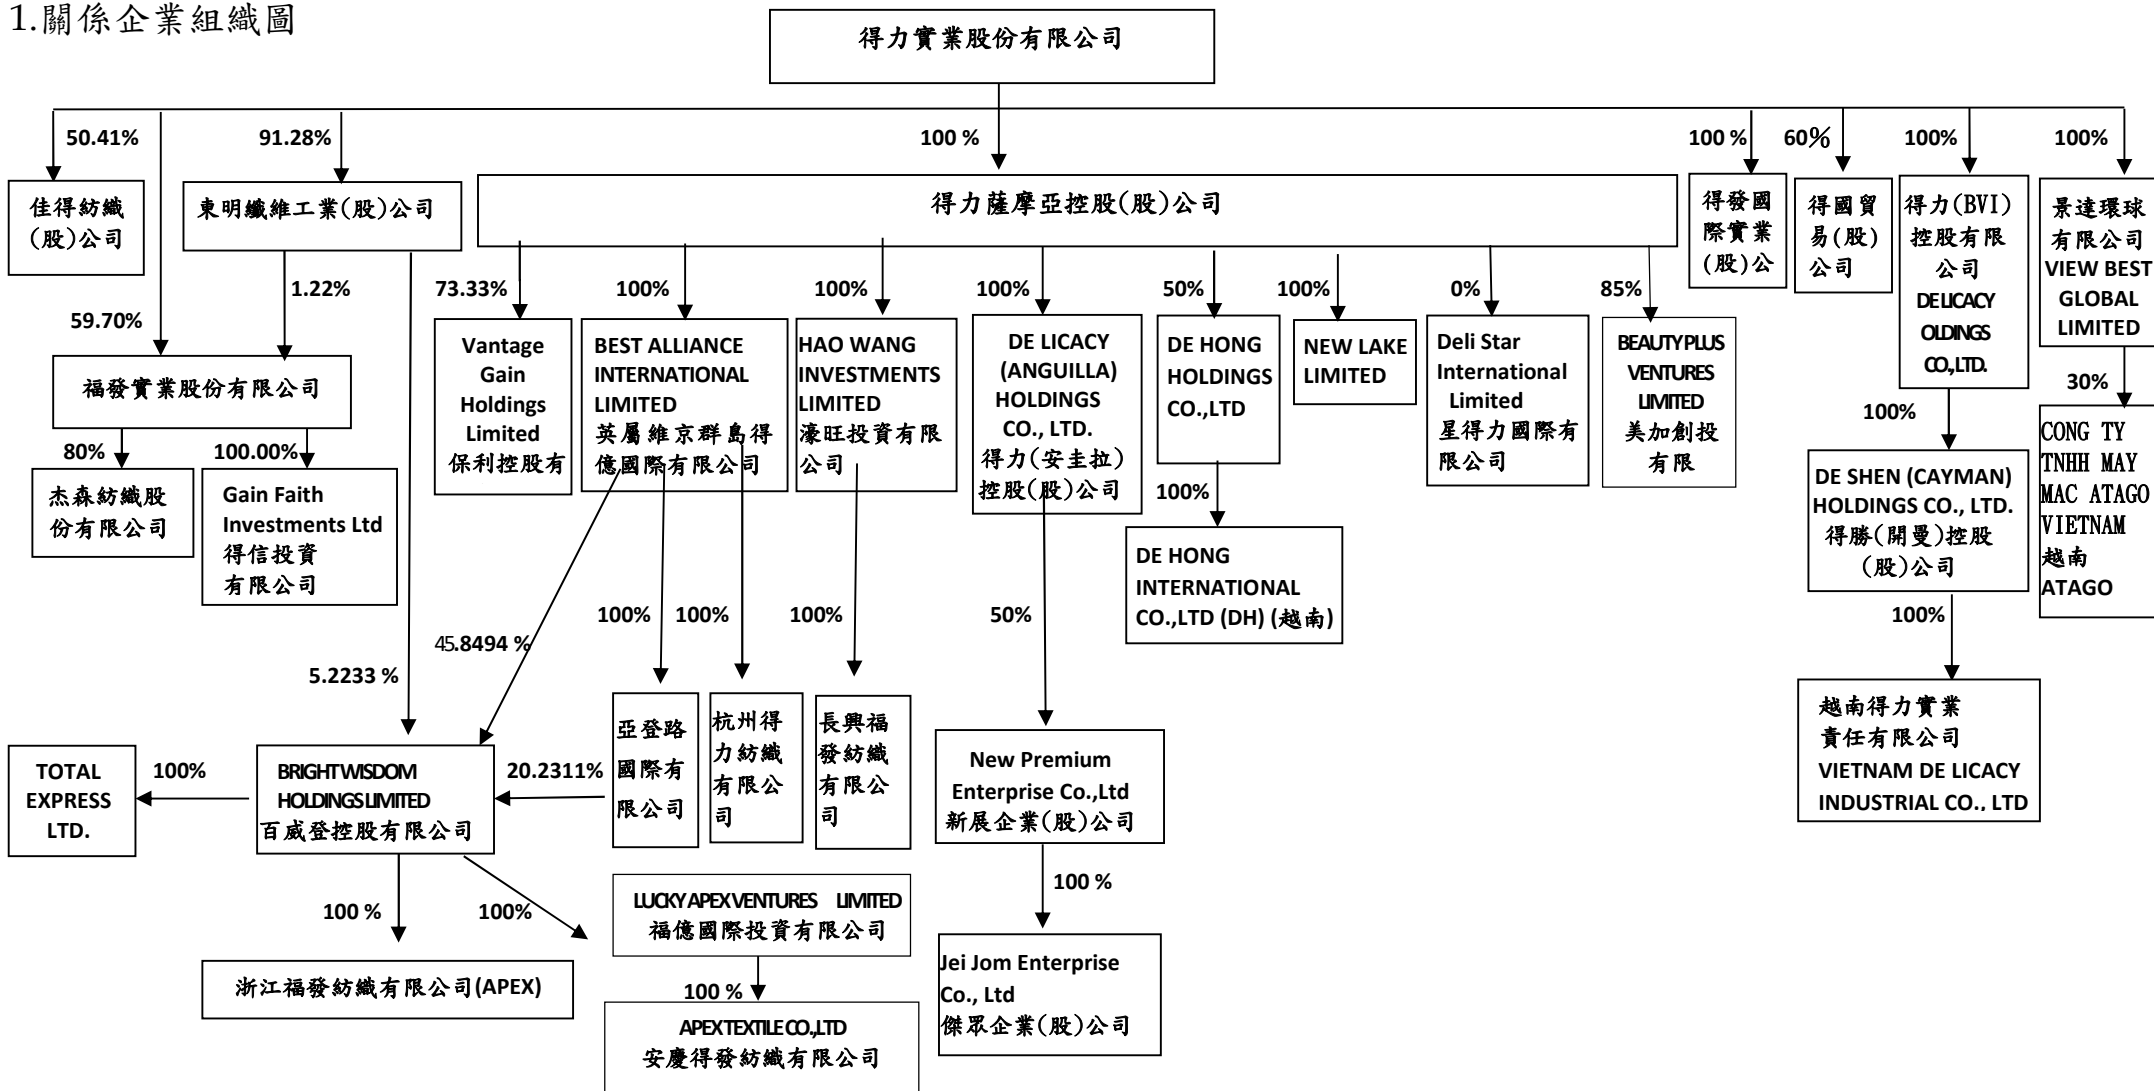 1.關係企業組織圖
得力實業股份有限公司
50.41%
91.28%
100 %
100 %
60%
100%
100%
佳得紡織
(股)公司
東明纖維工業(股)公司
得力薩摩亞控股(股)公司
得發國
際實業
(股)公
得國貿
易(股)
公司
得力(BVI)
控股有限
公司
DELICACY
OLDINGS
CO.,LTD.
景達環球
有限公司
VIEW BEST
GLOBAL
LIMITED
59.70%
1.22%
73.33%
100%
100%
100%
50%
100%
0%
85%
福發實業股份有限公司
Vantage
Gain
Holdings
Limited
保利控股有
BEST ALLIANCE
INTERNATIONAL
LIMITED
英屬維京群島得
億國際有限公司
HAO WANG
INVESTMENTS
LIMITED
濠旺投資有限
公司
DE LICACY
(ANGUILLA)
HOLDINGS
CO., LTD.
得力(安圭拉)
控股(股)公司
DE HONG
HOLDINGS
CO.,LTD
NEW LAKE
LIMITED
Deli Star
International
Limited
星得力國際有
限公司
BEAUTY PLUS
VENTURES
LIMITED
美加創投
有限
100%
30%
80%
100.00%
杰森紡織股
份有限公司
Gain Faith
Investments Ltd
得信投資
有限公司
100%
DE HONG
INTERNATIONAL
CO.,LTD (DH) (越南)
DE SHEN (CAYMAN)
HOLDINGS CO., LTD.
得勝(開曼)控股
(股)公司
CONG TY
TNHH MAY
MAC ATAGO
VIETNAM
越南
ATAGO
5.2233 %
45.8494 %
100%
100%
100%
50%
100%
亞登路
國際有
限公司
杭州得
力紡織
有限公
司
長興福
發紡織
有限公
司
越南得力實業
責任有限公司
VIETNAM DE LICACY
INDUSTRIAL CO., LTD
TOTAL
EXPRESS
LTD.
100%
BRIGHT WISDOM
HOLDINGS LIMITED
百威登控股有限公司
20.2311%
New Premium
Enterprise Co.,Ltd
新展企業(股)公司
100 %
100%
100 %
LUCKY APEX VENTURES LIMITED
福億國際投資有限公司
浙江福發紡織有限公司(APEX)
100 %
APEX TEXTILE CO.,LTD
安慶得發紡織有限公司
Jei Jom Enterprise
Co., Ltd
傑眾企業(股)公司